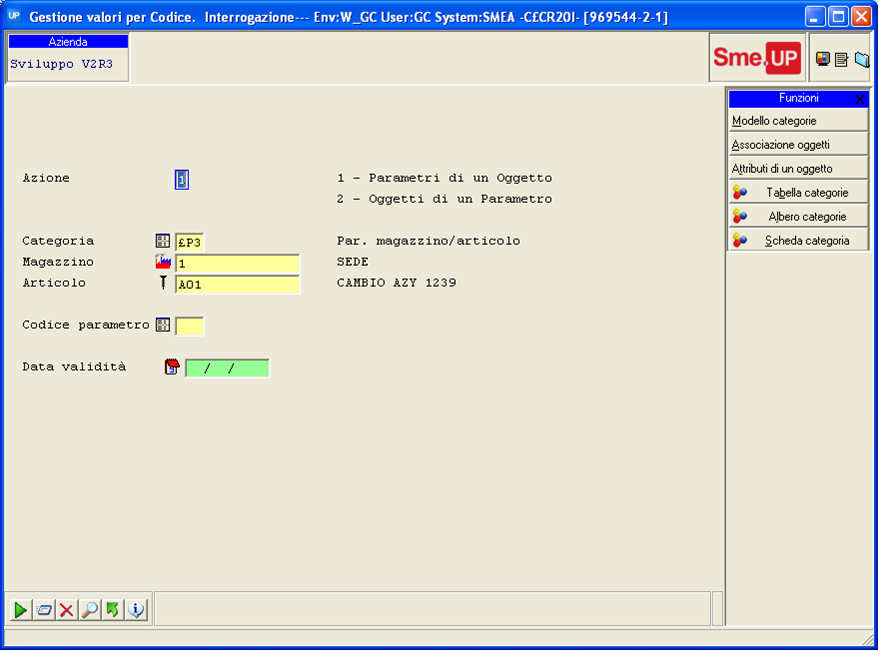 UP Gestione valori per Codice. Interrogazione--- Env:W_GC User:GC System:SMEA -C£CR20I- [969544-2-1]
Azienda
Sviluppo V2R3
Sme.UP
Funzioni
Modello categorie
Associazione oggetti
Attributi di un oggetto
Tabella categorie
Albero categorie
Scheda categoria
Azione 1 - Parametri di un Oggetto
2 - Oggetti di un Parametro
Categoria £P3 Par. magazzino/articolo
Magazzino 1 SEDE
Articolo A01 CAMBIO AZY 1239
Codice parametro
Data validità / /